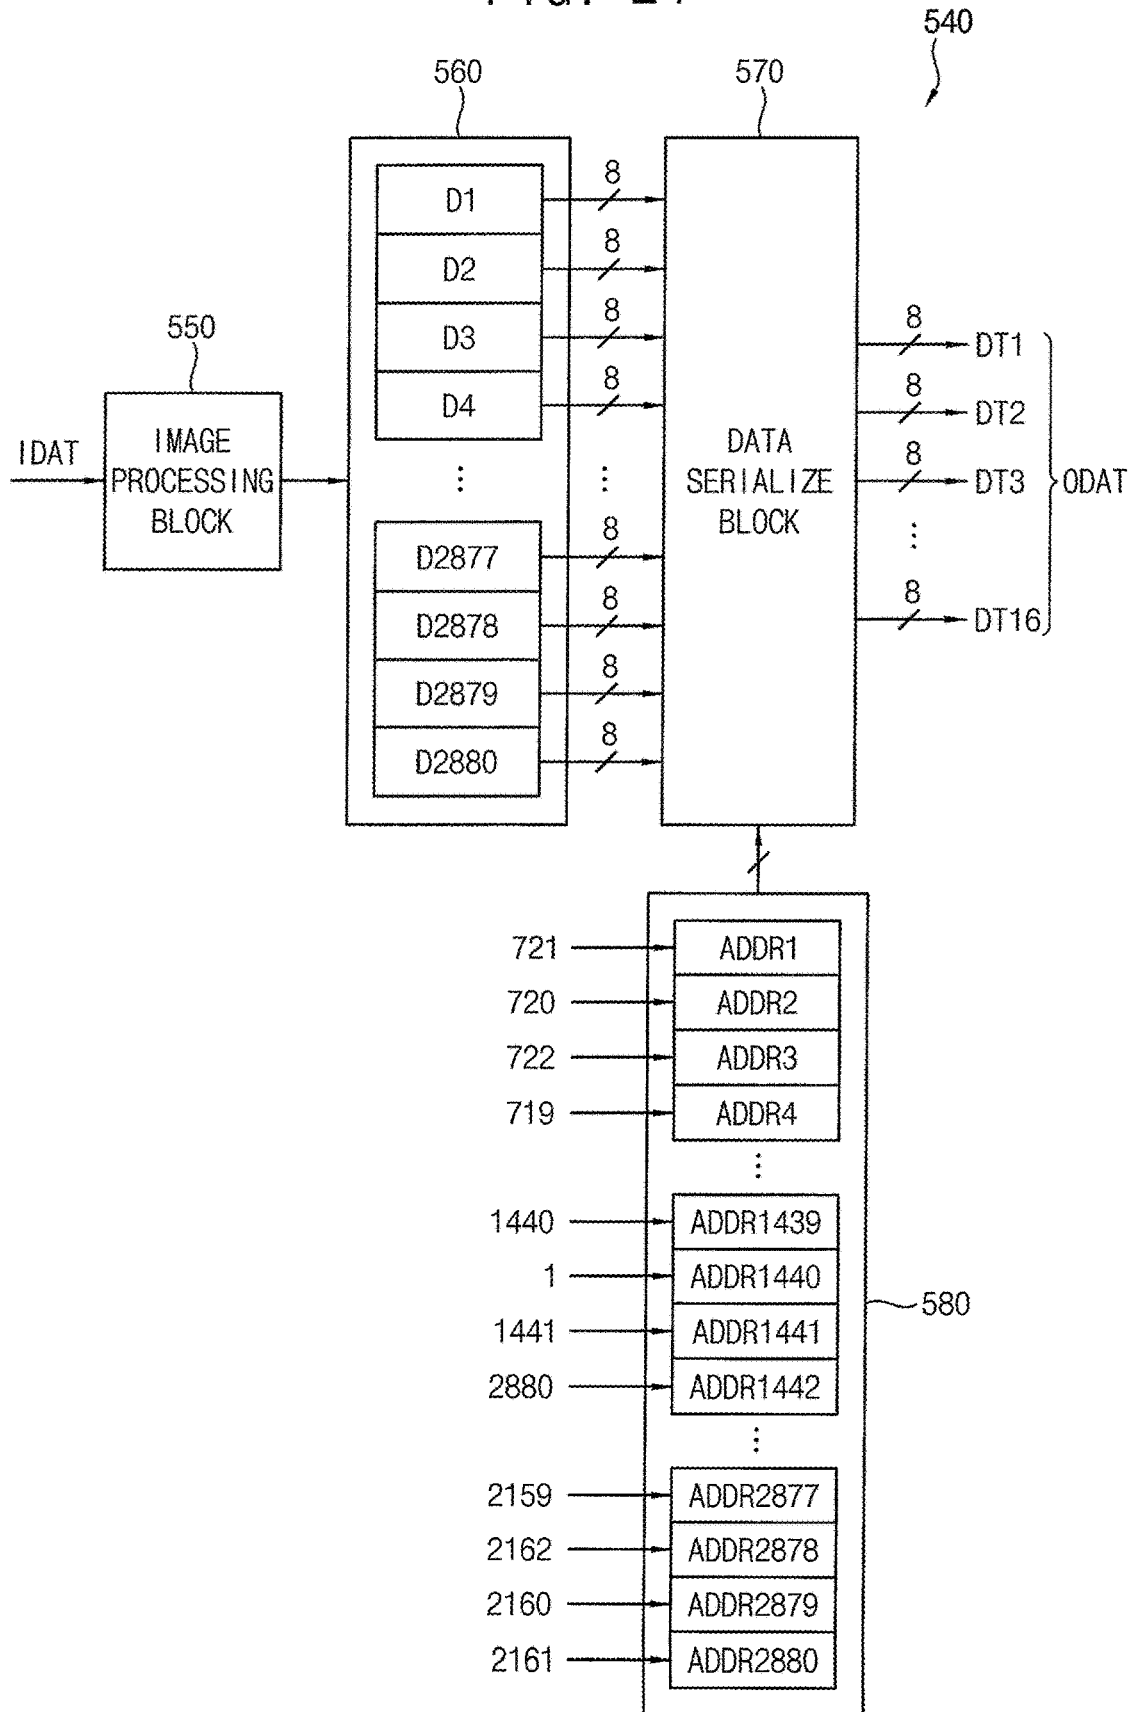 540
560
570
8
D1
8
D2
8
D3
8
D4
550
IDAT
IMAGE
PROCESSING
BLOCK
DATA
SERIALIZE
BLOCK
8
DT1
8
DT2
8
DT3
ODAT
8
DT16
8
D2877
8
D2878
8
D2879
8
D2880
721
ADDR1
720
ADDR2
722
ADDR3
719
ADDR4
1440
ADDR1439
1
ADDR1440
580
1441
ADDR1441
2880
ADDR1442
2159
ADDR2877
2162
ADDR2878
2160
ADDR2879
2161
ADDR2880